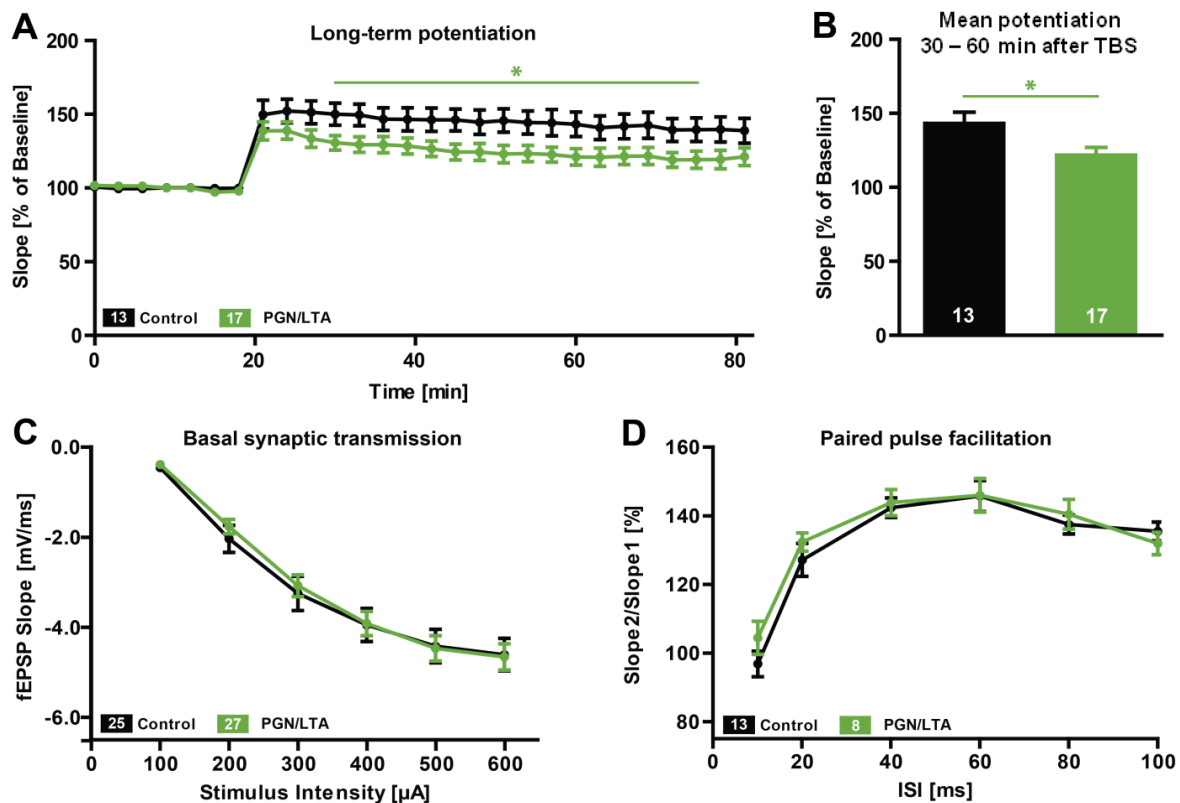 A
Long-term potentiation
Slope [% of Baseline]
200
150
100
50
0
*
13 Control 17 PGN/LTA
0 20 40 60 80
Time [min]
B
Mean potentiation
30 – 60 min after TBS
Slope [% of Baseline]
200
150
100
50
0
*
13 17
C
Basal synaptic transmission
fEPSP Slope [mV/ms]
0.0
-2.0
-4.0
-6.0
25 Control 27 PGN/LTA
0 100 200 300 400 500 600
Stimulus Intensity [µA]
D
Paired pulse facilitation
Slope2/Slope1 [%]
160
140
120
100
80
13 Control 8 PGN/LTA
0 20 40 60 80 100
ISI [ms]